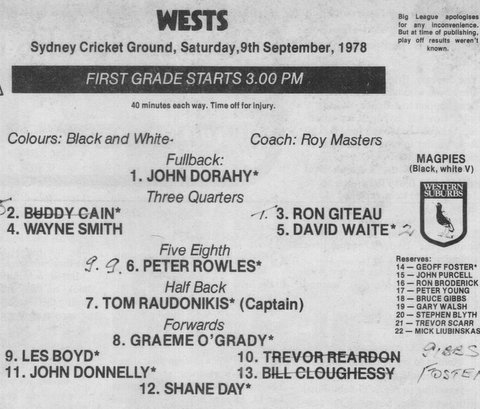 WESTS
Sydney Cricket Ground, Saturday,9th September, 1978
Big League apologises
for any inconvenience.
But at time of publishing,
play off results weren't
known.
FIRST GRADE STARTS 3.00 PM
40 minutes each way. Time off for injury.
Colours: Black and White-
Coach: Roy Masters
Fullback:
1. JOHN DORAHY*
Three Quarters
2. BUDDY CAIN*
3. RON GITEAU
4. WAYNE SMITH
5. DAVID WAITE* 2
Five Eighth
9. 9. 6. PETER ROWLES*
Half Back
7. TOM RAUDONIKIS* (Captain)
Forwards
8. GRAEME O'GRADY*
9. LES BOYD*
10. TREVOR REARDON
11. JOHN DONNELLY*
13. BILL CLOUGHESSY
12. SHANE DAY*
MAGPIES
(Black, white V)
WESTERN
SUBURBS
Reserves:
14 — GEOFF FOSTER*
15 — JOHN PURCELL
16 — RON BRODERICK
17 — PETER YOUNG
18 — BRUCE GIBBS
19 — GARY WALSH
20 — STEPHEN BLYTH
21 — TREVOR SCARR
22 — MICK LIUBINSKAS
GIBBS
FOSTER